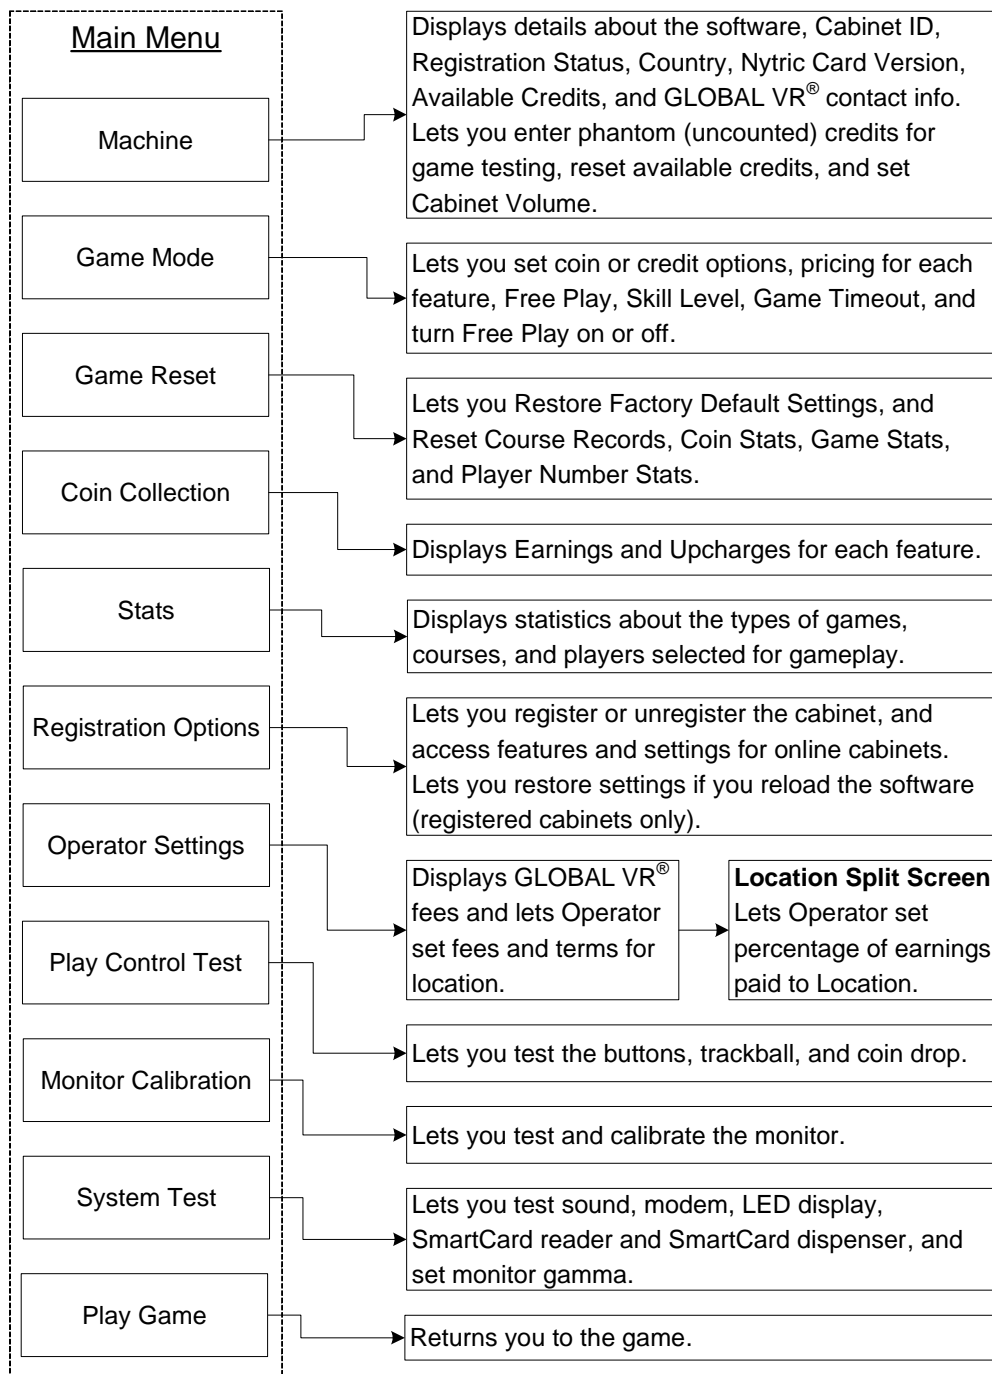 Main Menu
Machine
Displays details about the software, Cabinet ID,
Registration Status, Country, Nytric Card Version,
Available Credits, and GLOBAL VR® contact info.
Lets you enter phantom (uncounted) credits for
game testing, reset available credits, and set
Cabinet Volume.
Game Mode
Lets you set coin or credit options, pricing for each
feature, Free Play, Skill Level, Game Timeout, and
turn Free Play on or off.
Game Reset
Lets you Restore Factory Default Settings, and
Reset Course Records, Coin Stats, Game Stats,
and Player Number Stats.
Coin Collection
Displays Earnings and Upcharges for each feature.
Stats
Displays statistics about the types of games,
courses, and players selected for gameplay.
Registration Options
Lets you register or unregister the cabinet, and
access features and settings for online cabinets.
Lets you restore settings if you reload the software
(registered cabinets only).
Operator Settings
Displays GLOBAL VR®
fees and lets Operator
set fees and terms for
location.
Location Split Screen
Lets Operator set
percentage of earnings
paid to Location.
Play Control Test
Lets you test the buttons, trackball, and coin drop.
Monitor Calibration
Lets you test and calibrate the monitor.
System Test
Lets you test sound, modem, LED display,
SmartCard reader and SmartCard dispenser, and
set monitor gamma.
Play Game
Returns you to the game.